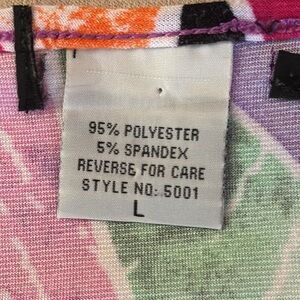 95% POLYESTER
5% SPANDEX
REVERSE FOR CARE
STYLE NO: 5001
L